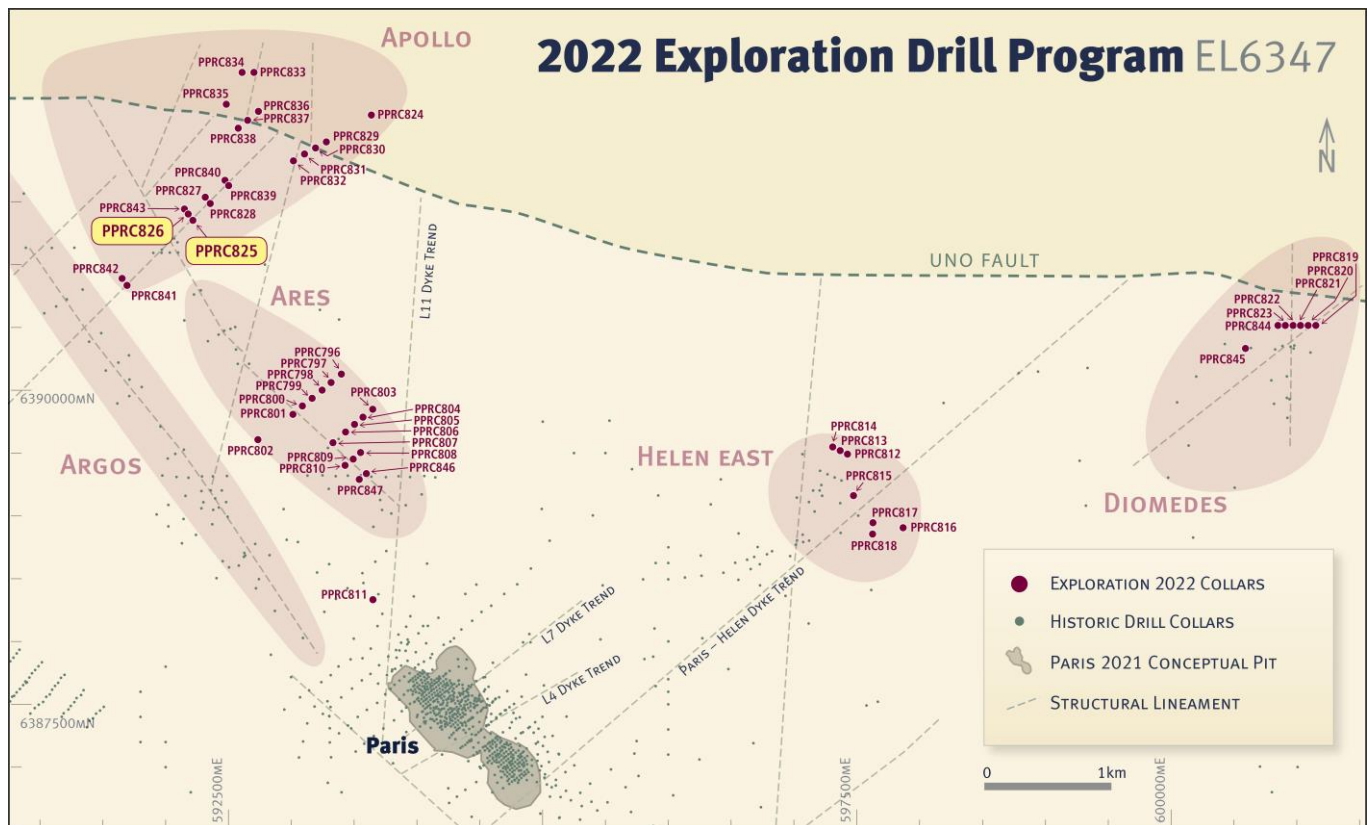 2022 Exploration Drill Program EL6347
APOLLO
PPRC834
PPRC833
PPRC835
PPRC836
PPRC837
PPRC838
PPRC824
PPRC829
PPRC830
PPRC831
PPRC832
PPRC840
PPRC839
PPRC827
PPRC828
PPRC843
PPRC826
PPRC825
PPRC842
PPRC841
N
UNO FAULT
L11 DYKE TREND
ARES
PPRC796
PPRC797
PPRC798
PPRC799
PPRC800
PPRC801
PPRC802
PPRC803
PPRC804
PPRC805
PPRC806
PPRC807
PPRC808
PPRC809
PPRC810
PPRC846
PPRC847
ARGOS
6390000MN
PPRC819
PPRC820
PPRC821
PPRC822
PPRC823
PPRC844
PPRC845
DIOMEDES
HELEN EAST
PPRC814
PPRC813
PPRC812
PPRC815
PPRC817
PPRC816
PPRC818
PPRC811
L7 DYKE TREND
L4 DYKE TREND
PARIS – HELEN DYKE TREND
Paris
6387500MN
592500ME
597500ME
600000ME
EXPLORATION 2022 COLLARS
HISTORIC DRILL COLLARS
PARIS 2021 CONCEPTUAL PIT
STRUCTURAL LINEAMENT
0 1km